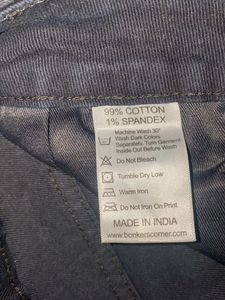 99% COTTON
1% SPANDEX
Machine Wash 30°
Wash Dark Colors
Separately. Turn Garment
Inside Out Before Wash
Do Not Bleach
Tumble Dry Low
Warm Iron
Do Not Iron On Print
MADE IN INDIA
www.bonkerscorner.com